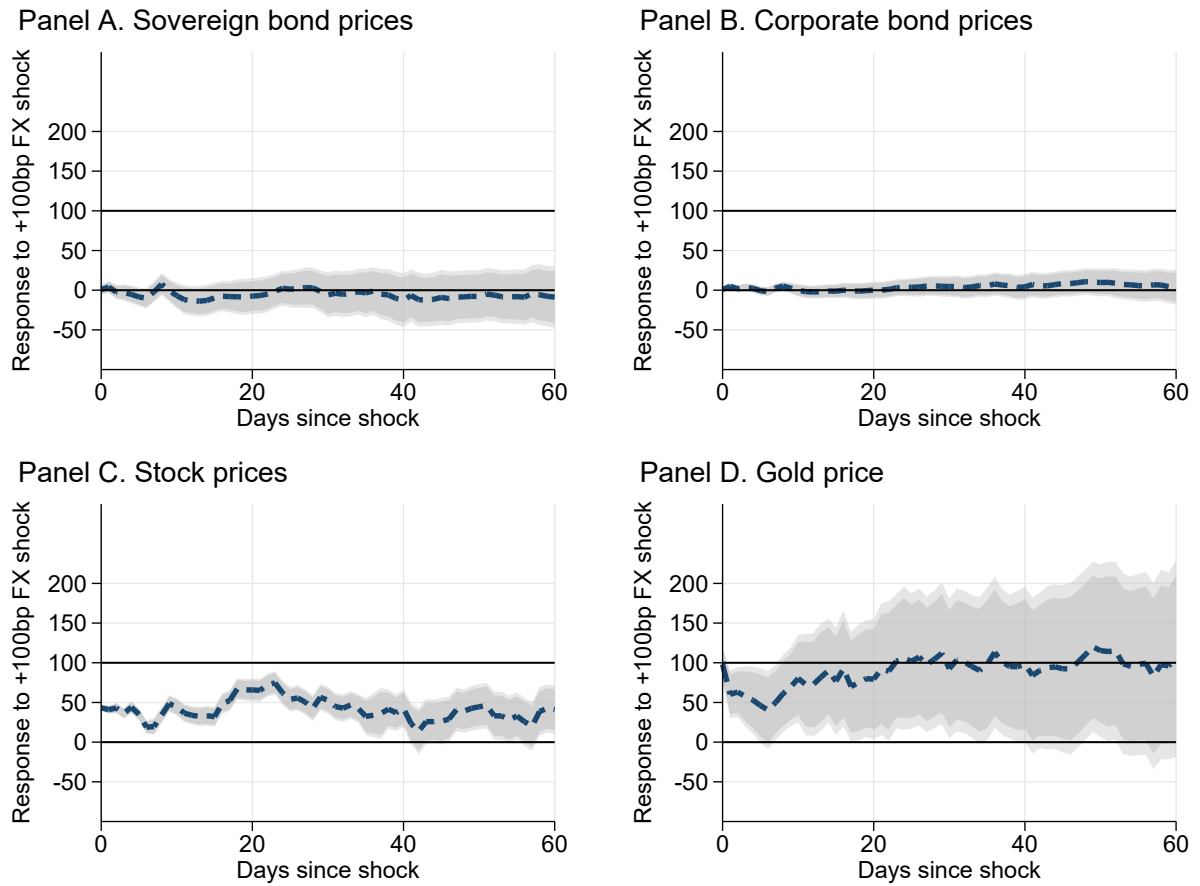 Panel A. Sovereign bond prices
Response to +100bp FX shock
200
150
100
50
0
-50
0 20 40 60
Days since shock
Panel B. Corporate bond prices
Response to +100bp FX shock
200
150
100
50
0
-50
0 20 40 60
Days since shock
Panel C. Stock prices
Response to +100bp FX shock
200
150
100
50
0
-50
0 20 40 60
Days since shock
Panel D. Gold price
Response to +100bp FX shock
200
150
100
50
0
-50
0 20 40 60
Days since shock